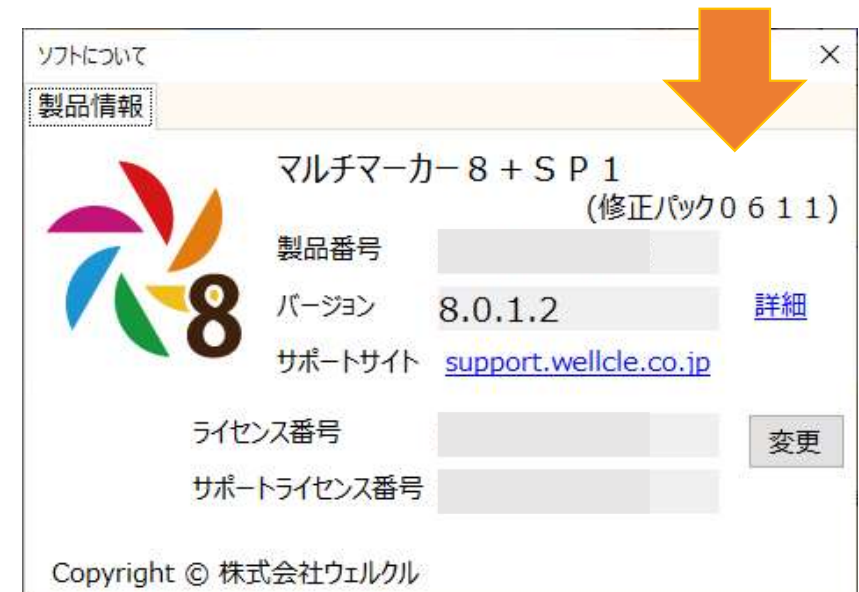 ソフトについて
製品情報
マルチマーカー８＋ＳＰ１
(修正パック０６１１)
製品番号
バージョン 8.0.1.2 詳細
サポートサイト support.wellcle.co.jp
ライセンス番号 変更
サポートライセンス番号
8
Copyright © 株式会社ウェルクル